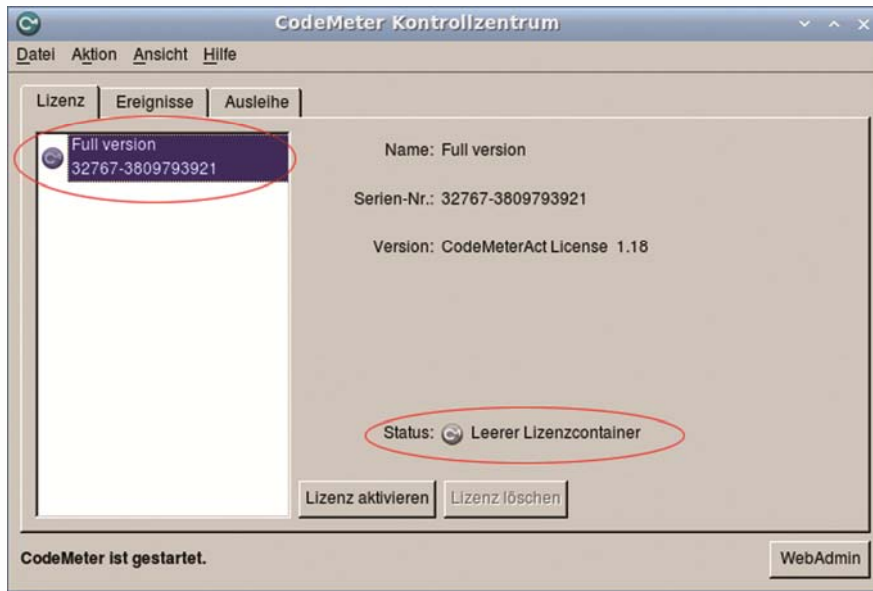 CodeMeter Kontrollzentrum
Datei Aktion Ansicht Hilfe
Lizenz Ereignisse Ausleihe
Full version
32767-3809793921
Name: Full version
Serien-Nr.: 32767-3809793921
Version: CodeMeterAct License 1.18
Status: Leerer Lizenzcontainer
Lizenz aktivieren Lizenz löschen
CodeMeter ist gestartet.
WebAdmin